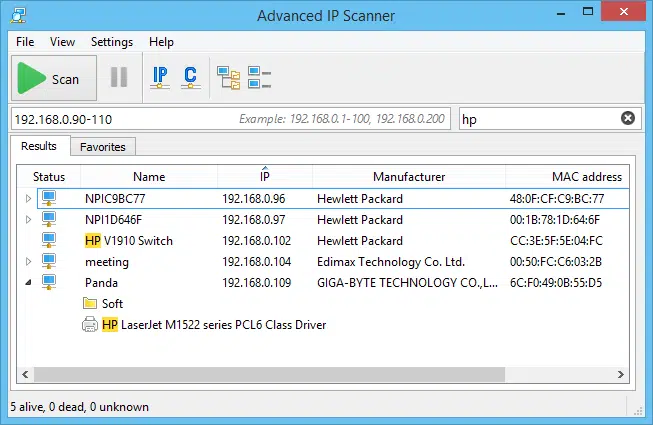 Advanced IP Scanner
File View Settings Help
Scan IP C
192.168.0.90-110 Example: 192.168.0.1-100, 192.168.0.200 hp
Results Favorites
Status Name IP Manufacturer MAC address
NPIC9BC77 192.168.0.96 Hewlett Packard 48:0F:CF:C9:BC:77
NPI1D646F 192.168.0.97 Hewlett Packard 00:1B:78:1D:64:6F
HP V1910 Switch 192.168.0.102 Hewlett Packard CC:3E:5F:5E:04:FC
meeting 192.168.0.104 Edimax Technology Co. Ltd. 00:50:FC:C6:03:2B
Panda 192.168.0.109 GIGA-BYTE TECHNOLOGY CO.,L... 6C:F0:49:0B:55:D5
Soft
HP LaserJet M1522 series PCL6 Class Driver
5 alive, 0 dead, 0 unknown